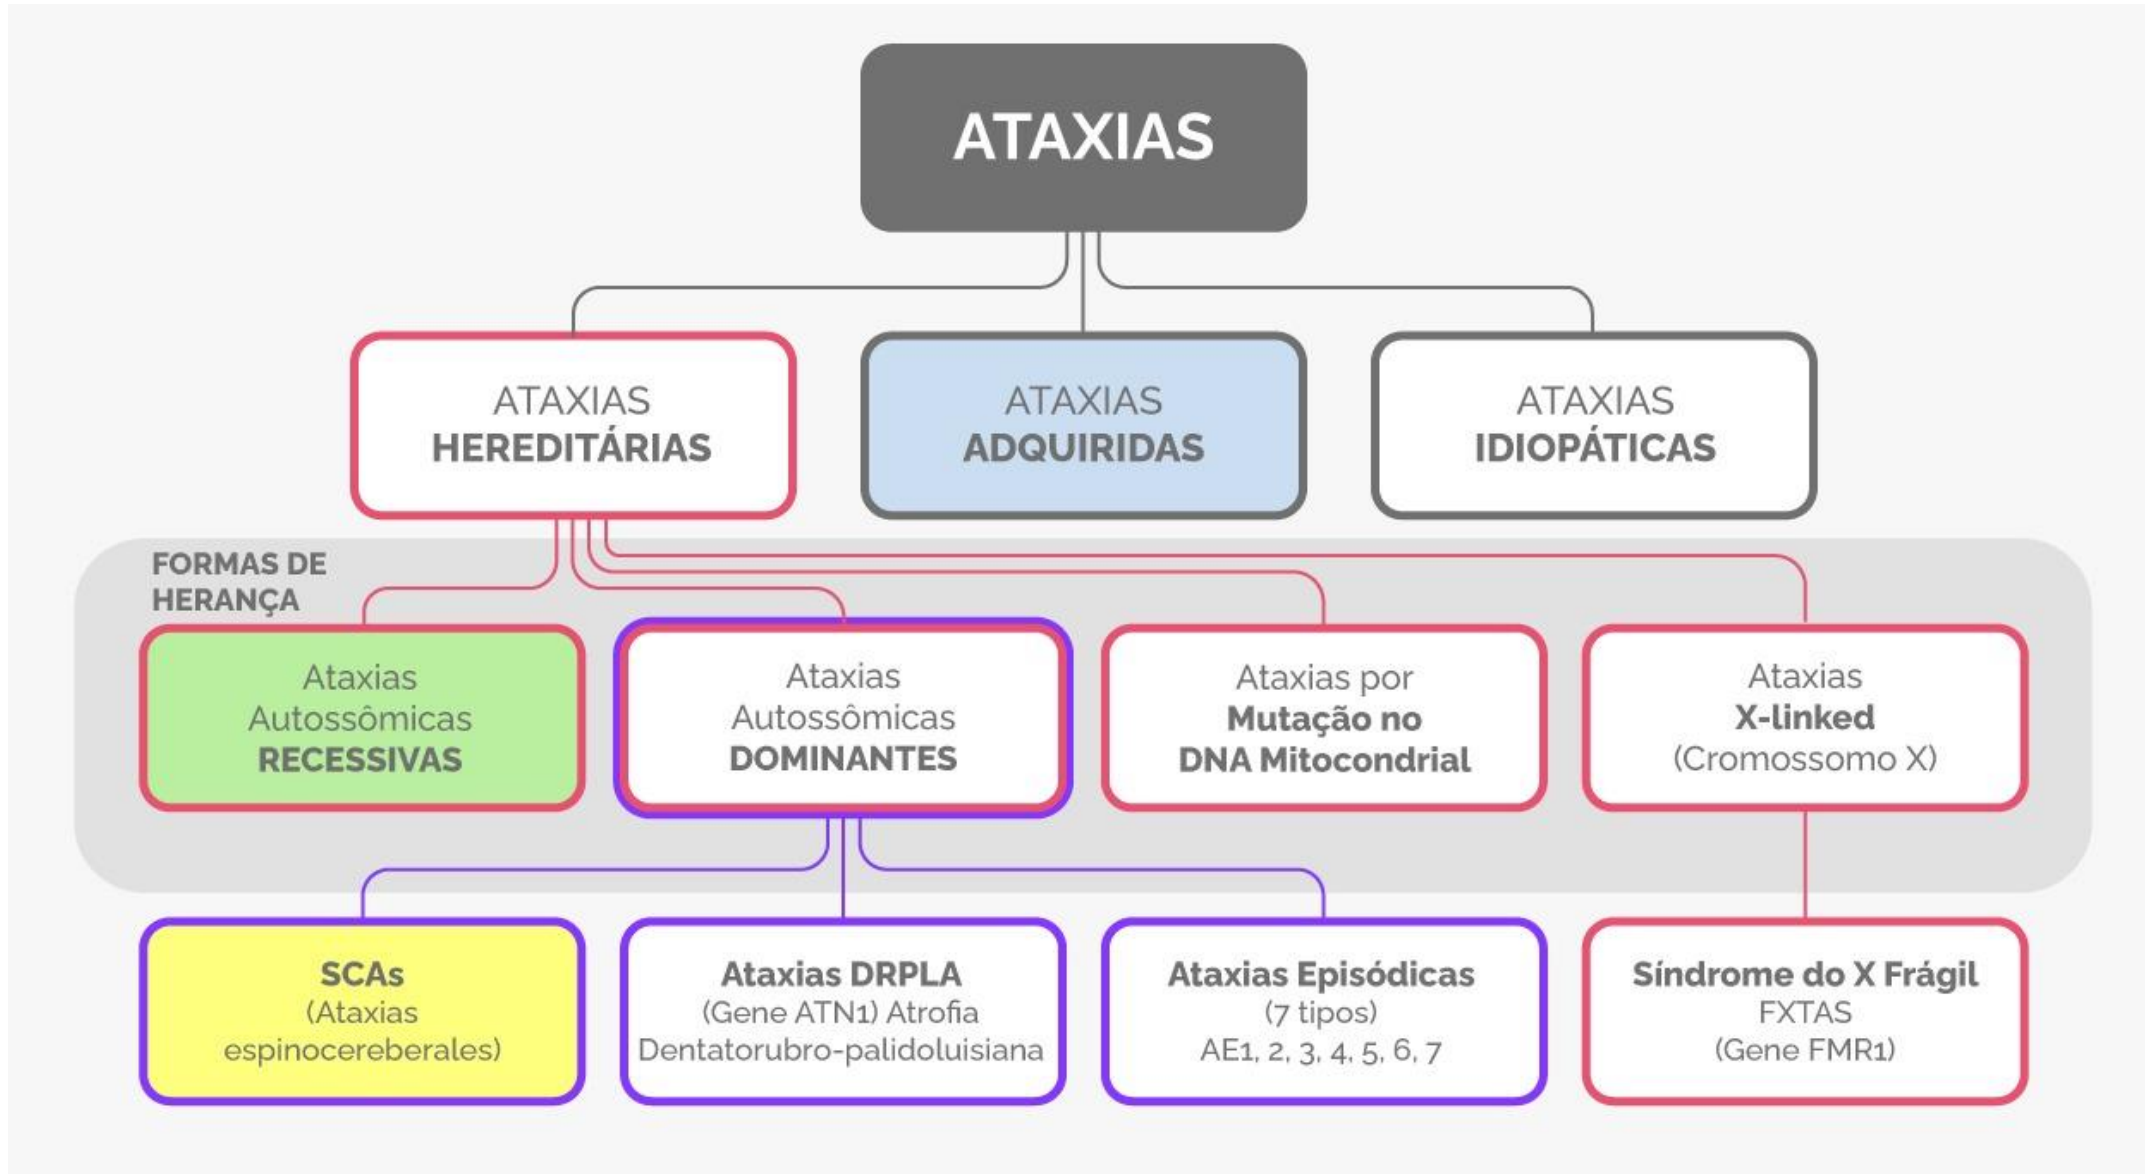 ATAXIAS
ATAXIAS
HEREDITÁRIAS
ATAXIAS
ADQUIRIDAS
ATAXIAS
IDIOPÁTICAS
FORMAS DE
HERANÇA
Ataxias
Autossômicas
RECESSIVAS
Ataxias
Autossômicas
DOMINANTES
Ataxias por
Mutação no
DNA Mitocondrial
Ataxias
X-linked
(Cromossomo X)
SCAs
(Ataxias
espinocereberales)
Ataxias DRPLA
(Gene ATN1) Atrofia
Dentatorubro-palidoluisiana
Ataxias Episódicas
(7 tipos)
AE1, 2, 3, 4, 5, 6, 7
Síndrome do X Frágil
FXTAS
(Gene FMR1)